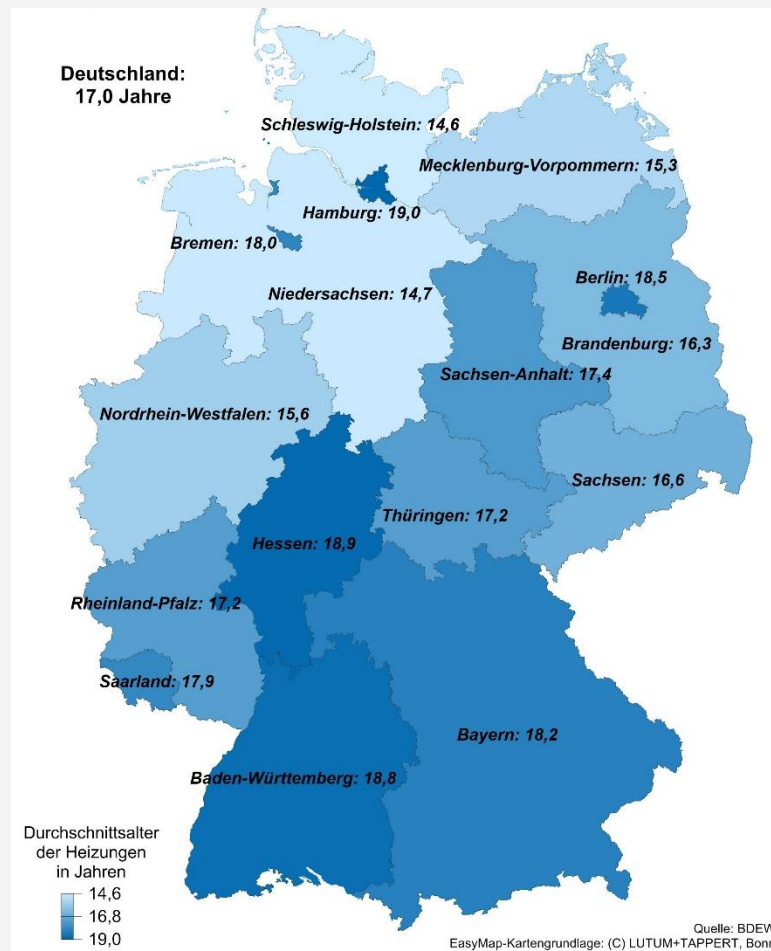 Deutschland:
17,0 Jahre
Schleswig-Holstein: 14,6
Mecklenburg-Vorpommern: 15,3
Hamburg: 19,0
Bremen: 18,0
Berlin: 18,5
Niedersachsen: 14,7
Brandenburg: 16,3
Sachsen-Anhalt: 17,4
Nordrhein-Westfalen: 15,6
Sachsen: 16,6
Thüringen: 17,2
Hessen: 18,9
Rheinland-Pfalz: 17,2
Saarland: 17,9
Bayern: 18,2
Baden-Württemberg: 18,8
Durchschnittsalter
der Heizungen
in Jahren
14,6
16,8
19,0
Quelle: BDEW
EasyMap-Kartengrundlage: (C) LUTUM+TAPPERT, Bonn